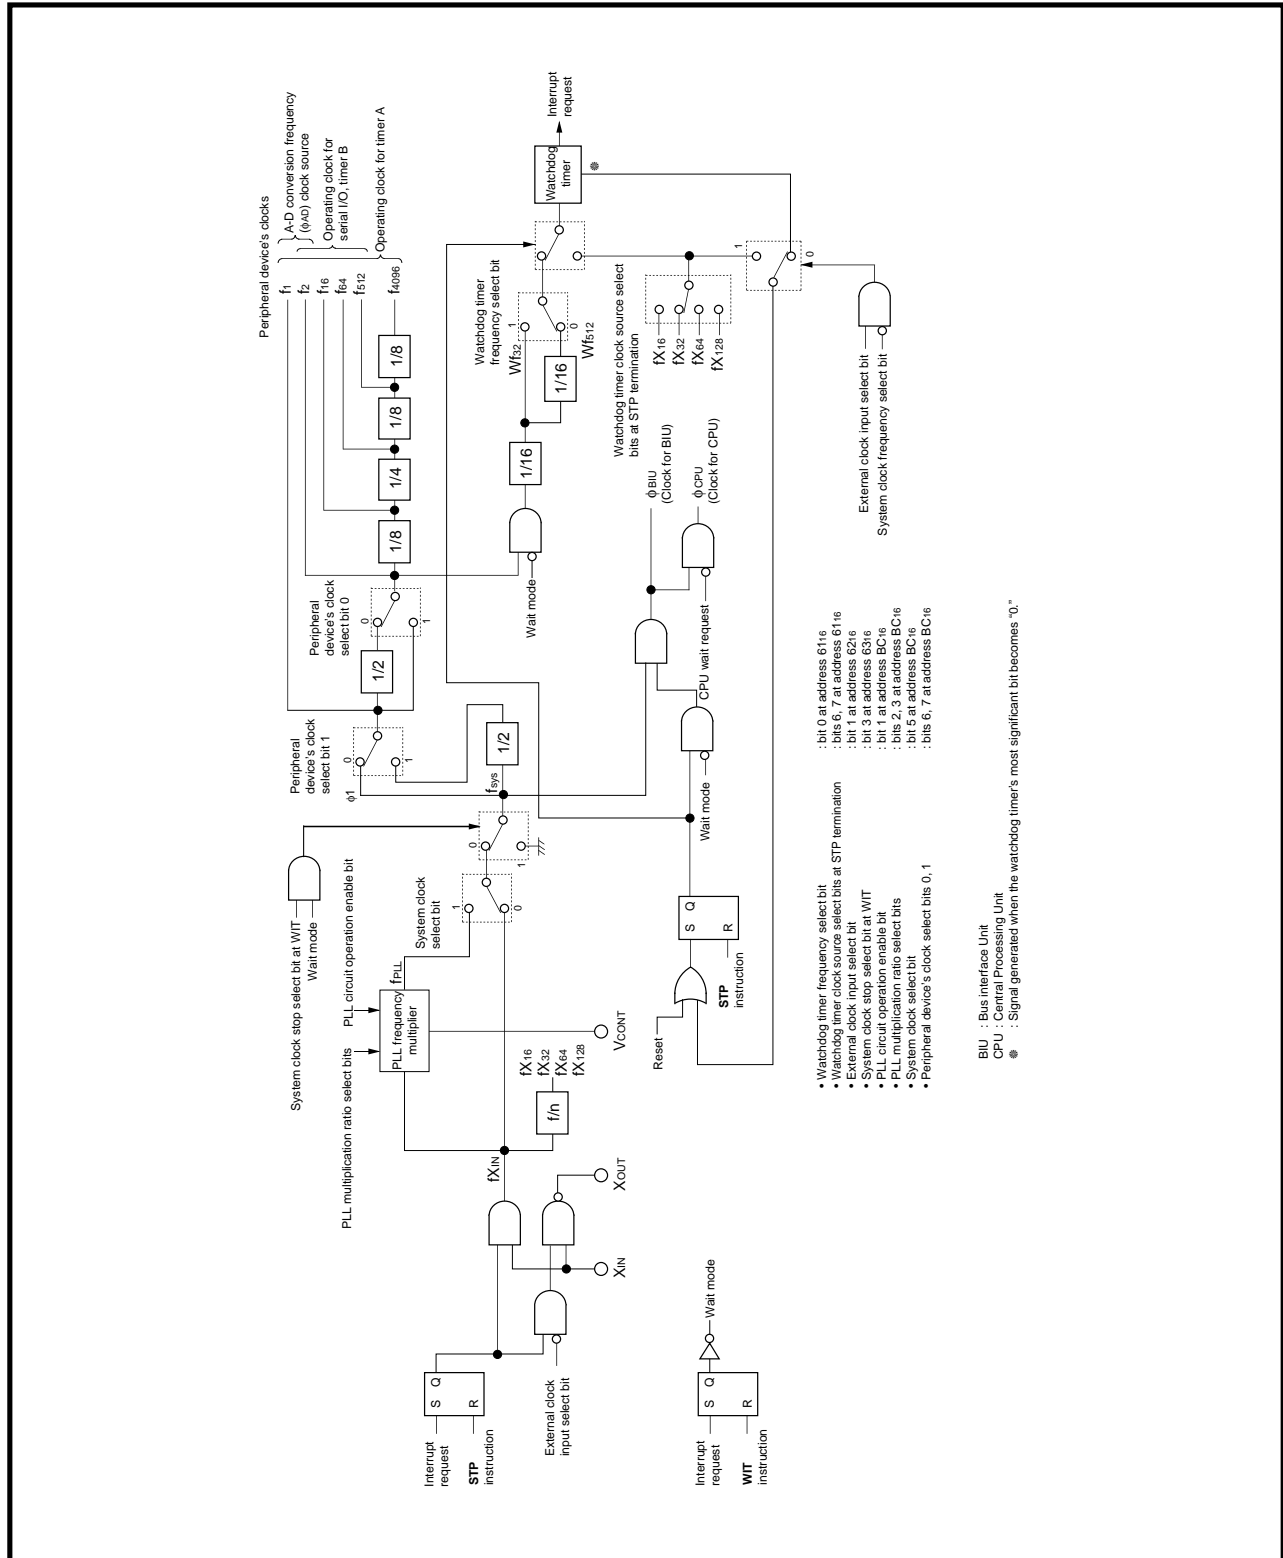 Peripheral device's clocks
A-D conversion frequency
(ϕAD) clock source
Operating clock for
serial I/O, timer B
Operating clock for timer A
f1
f2
f16
f64
f512
f4096
1/8
1/4
1/8
1/8
Peripheral
device's clock
select bit 0
0
1
1/2
Peripheral
device's clock
select bit 1
0
1
ϕ1
1/2
fsys
System clock stop select bit at WIT
Wait mode
PLL multiplication ratio select bits
PLL circuit operation enable bit
PLL frequency
multiplier
fPLL
System clock
select bit
1
0
0
1
VCONT
fX16
fX32
fX64
fX128
f/n
fXIN
XOUT
XIN
Interrupt
request
STP
instruction
S
Q
R
External clock
input select bit
Interrupt
request
WIT
instruction
S
Q
R
Wait mode
Reset
STP
instruction
S
Q
R
Wait mode
CPU wait request
ϕBIU
(Clock for BIU)
ϕCPU
(Clock for CPU)
Wait mode
1/16
1/16
Wf32
Wf512
1
0
Watchdog timer
frequency select bit
Watchdog
timer
Interrupt
request
❋
Watchdog timer clock source select
bits at STP termination
fX16
fX32
fX64
fX128
1
0
External clock input select bit
System clock frequency select bit
• Watchdog timer frequency select bit : bit 0 at address 6116
• Watchdog timer clock source select bits at STP termination : bits 6, 7 at address 6116
• External clock input select bit : bit 1 at address 6216
• System clock stop select bit at WIT : bit 3 at address 6316
• PLL circuit operation enable bit : bit 1 at address BC16
• PLL multiplication ratio select bits : bits 2, 3 at address BC16
• System clock select bit : bit 5 at address BC16
• Peripheral device's clock select bits 0, 1 : bits 6, 7 at address BC16
BIU : Bus interface Unit
CPU : Central Processing Unit
❋ : Signal generated when the watchdog timer's most significant bit becomes “0.”